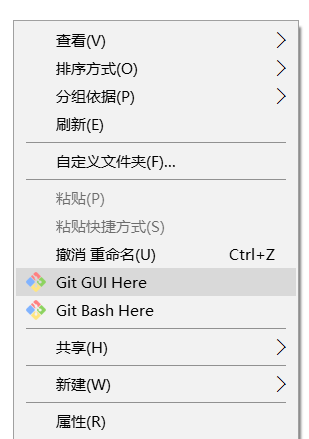 查看(V)
排序方式(O)
分组依据(P)
刷新(E)
自定义文件夹(F)...
粘贴(P)
粘贴快捷方式(S)
撤消 重命名(U) Ctrl+Z
Git GUI Here
Git Bash Here
共享(H)
新建(W)
属性(R)